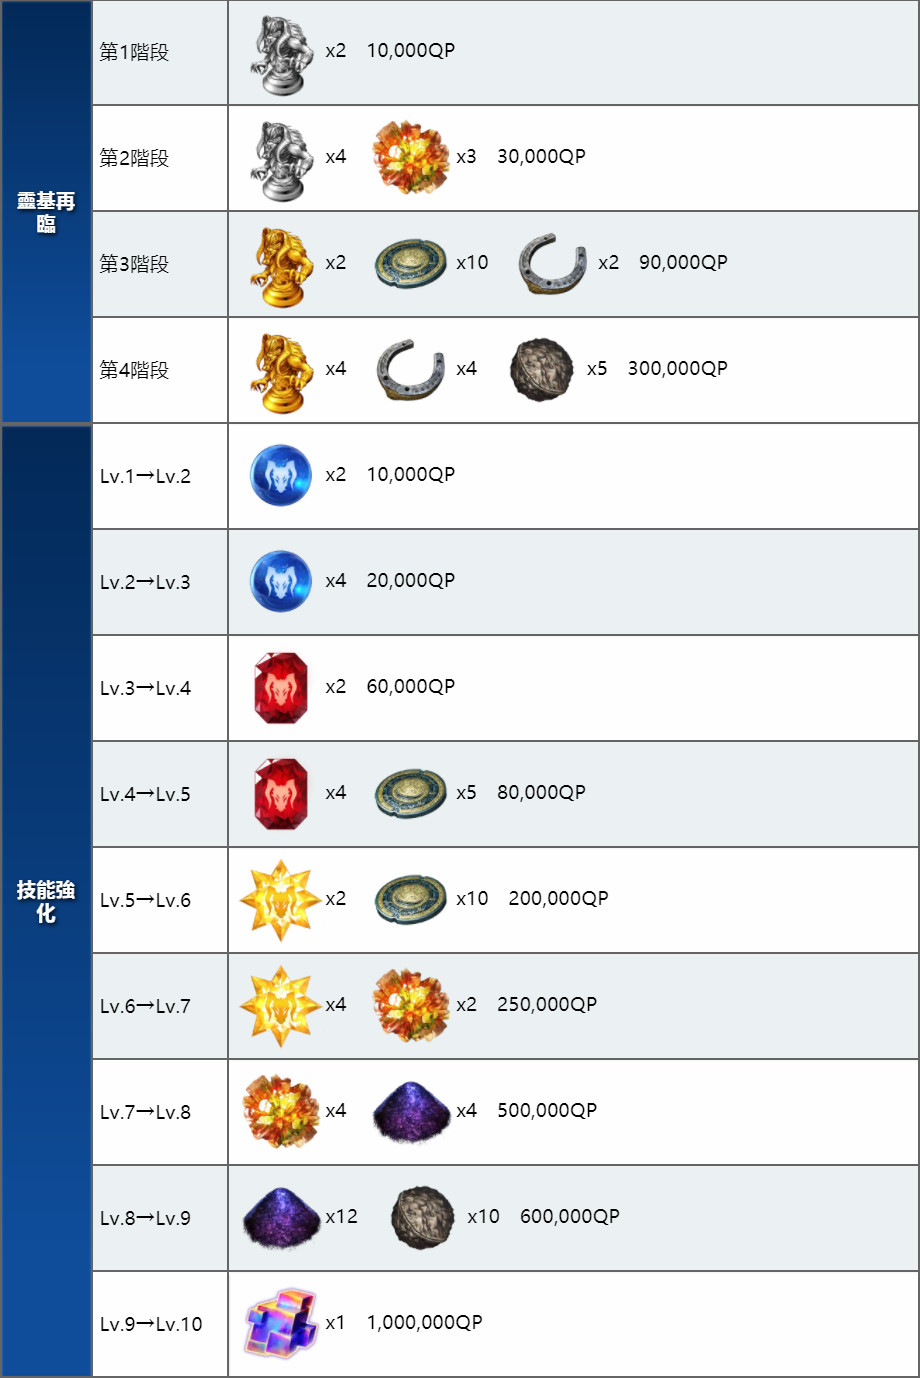 靈基再
臨
第1階段
x2 10,000QP
第2階段
x4 x3 30,000QP
第3階段
x2 x10 x2 90,000QP
第4階段
x4 x4 x5 300,000QP
技能強
化
Lv.1→Lv.2
x2 10,000QP
Lv.2→Lv.3
x4 20,000QP
Lv.3→Lv.4
x2 60,000QP
Lv.4→Lv.5
x4 x5 80,000QP
Lv.5→Lv.6
x2 x10 200,000QP
Lv.6→Lv.7
x4 x2 250,000QP
Lv.7→Lv.8
x4 x4 500,000QP
Lv.8→Lv.9
x12 x10 600,000QP
Lv.9→Lv.10
x1 1,000,000QP